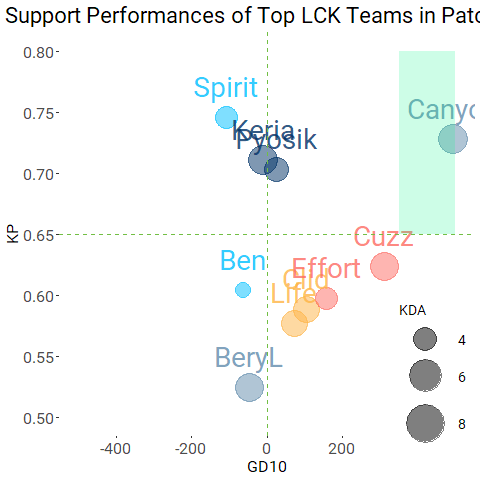 Support Performances of Top LCK Teams in Patc
0.80
Spirit
0.75
Canyo
Keria
Pyosik
0.70
KP
0.65
Cuzz
Ben
Effort
Clid
Life
0.60
KDA
4
0.55
BeryL
6
0.50
8
-400
-200
0
200
GD10